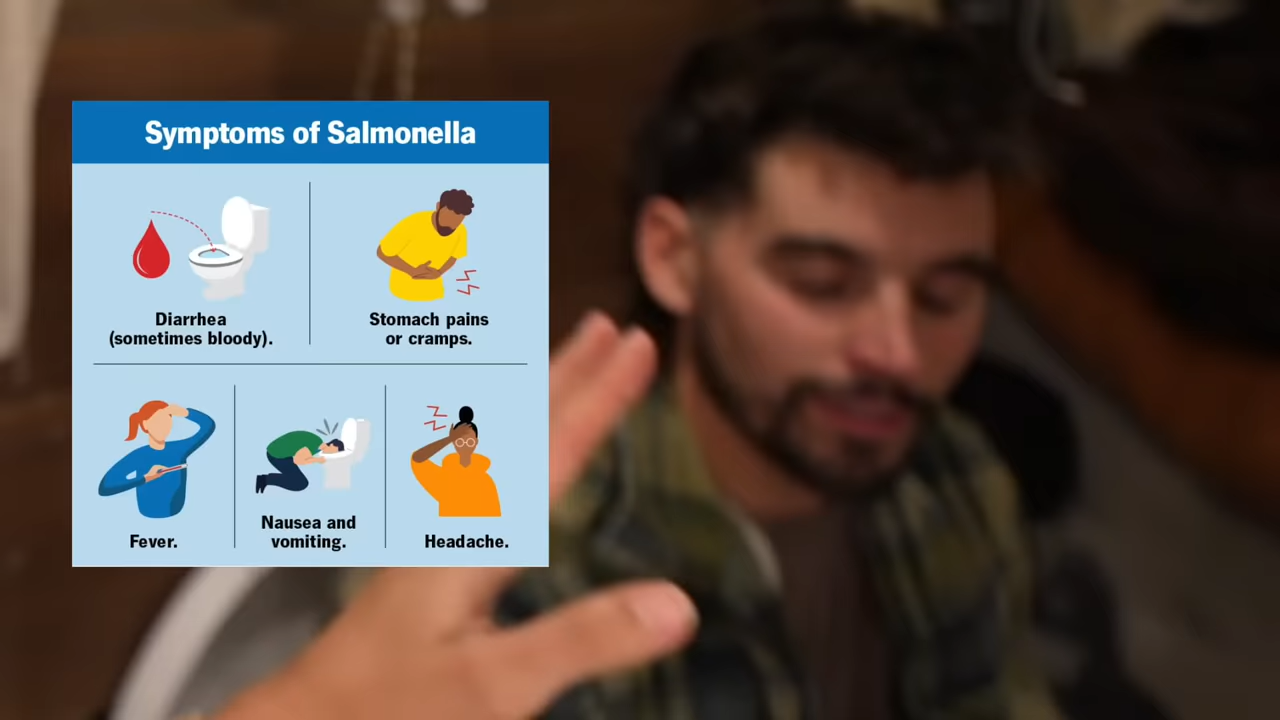 Symptoms of Salmonella
Diarrhea
(sometimes bloody).
Stomach pains
or cramps.
Fever.
Nausea and
vomiting.
Headache.